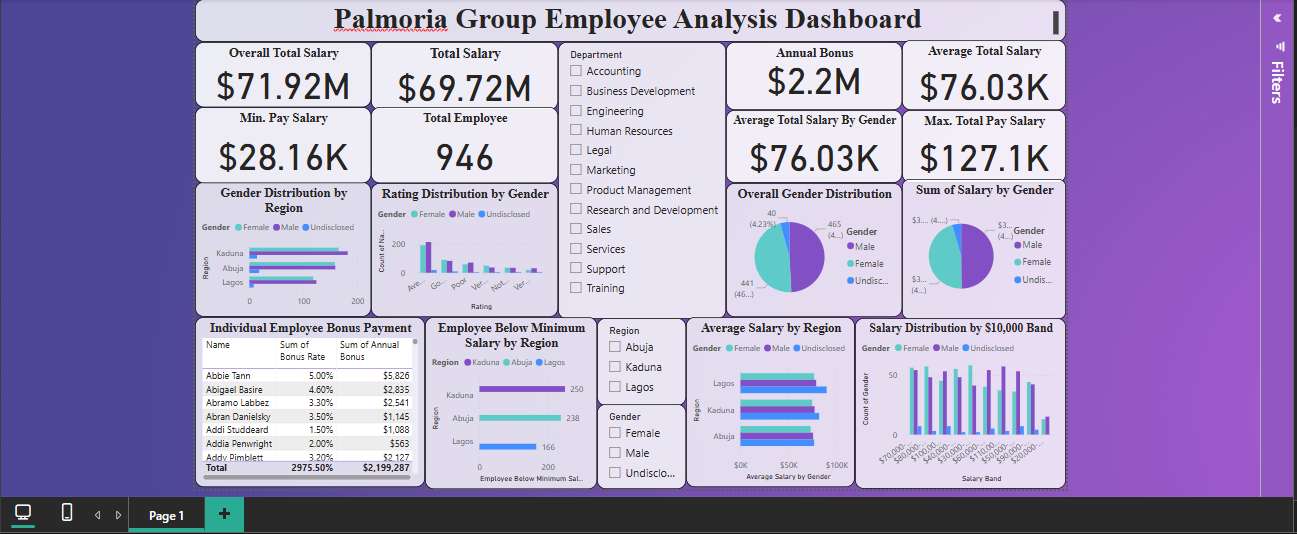 Palmoria Group Employee Analysis Dashboard
Overall Total Salary
$71.92M
Total Salary
$69.72M
Min. Pay Salary
$28.16K
Total Employee
946
Department
Accounting
Business Development
Engineering
Human Resources
Legal
Marketing
Product Management
Research and Development
Sales
Services
Support
Training
Annual Bonus
$2.2M
Average Total Salary
$76.03K
Average Total Salary By Gender
$76.03K
Max. Total Pay Salary
$127.1K
Filters
Gender Distribution by
Region
Gender Female Male Undisclosed
Region
Kaduna
Abuja
Lagos
0 100 200
Rating Distribution by Gender
Gender Female Male Undisclosed
Count of Na...
200
0
Ave... Go... Poor Ver... Not... Ver...
Rating
Overall Gender Distribution
40
(4.23%)
465
(4...)
441
(46...)
Gender
Male
Female
Undisc...
Sum of Salary by Gender
$3.... (4....)
$3...
(4...)
$3...
(4...)
Gender
Male
Female
Undis...
Individual Employee Bonus Payment
Name Sum of Bonus Rate Sum of Annual Bonus
Abbie Tann 5.00% $5,826
Abigael Basire 4.60% $2,835
Abramo Labbez 3.30% $2,541
Abran Danielsky 3.50% $1,145
Addi Studdeard 1.50% $1,088
Addia Penwright 2.00% $563
Addy Pimblett 3.20% $2,127
Total 2975.50% $2,199,287
Employee Below Minimum
Salary by Region
Region Kaduna Abuja Lagos
Region
Kaduna 250
Abuja 238
Lagos 166
0 200
Employee Below Minimum Sal...
Region
Abuja
Kaduna
Lagos
Gender
Female
Male
Undisclo...
Average Salary by Region
Gender Female Male Undisclosed
Region
Lagos
Kaduna
Abuja
$0K $50K $100K
Average Salary by Gender
Salary Distribution by $10,000 Band
Gender Female Male Undisclosed
Count of Gender
50
0
$70,000-... $80,000-... $100,00... $40,000-... $30,000-... $60,000-... $110,00... $50,000-... $90,000-... $20,000-...
Salary Band
Page 1